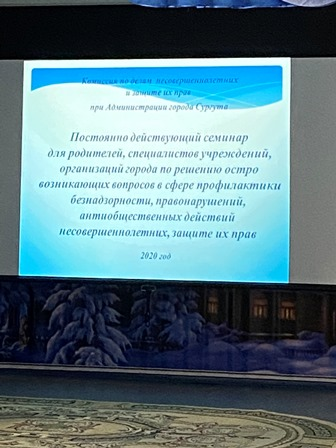 Комиссия по делам несовершеннолетних
и защите их прав
при Администрации города Сургута
Постоянно действующий семинар
для родителей, специалистов учреждений,
организаций города по решению остро
возникающих вопросов в сфере профилактики
безнадзорности, правонарушений,
антиобщественных действий
несовершеннолетних, защите их прав
2020 год